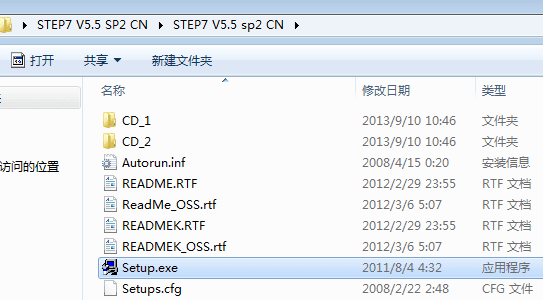 STEP7 V5.5 SP2 CN STEP7 V5.5 sp2 CN
打开 共享 新建文件夹
名称 修改日期 类型
CD_1 2013/9/10 10:46 文件夹
CD_2 2013/9/10 10:46 文件夹
访问的位置 Autorun.inf 2008/4/15 0:20 安装信息
README.RTF 2012/2/29 23:55 RTF 文档
ReadMe_OSS.rtf 2012/3/6 5:07 RTF 文档
READMEK.RTF 2012/2/29 23:55 RTF 文档
READMEK_OSS.rtf 2012/3/6 5:07 RTF 文档
Setup.exe 2011/8/4 4:32 应用程序
Setups.cfg 2008/2/22 2:48 CFG 文件